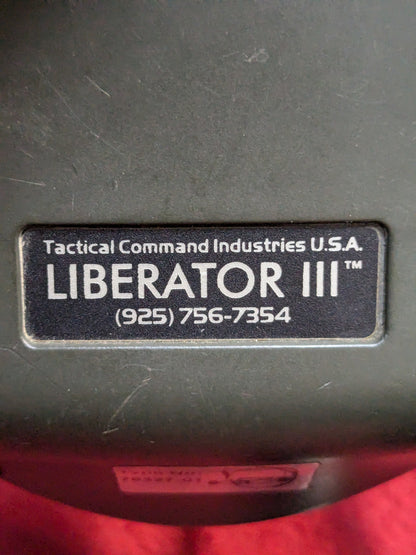 Tactical Command Industries U.S.A.
LIBERATOR III™
(925) 756-7354